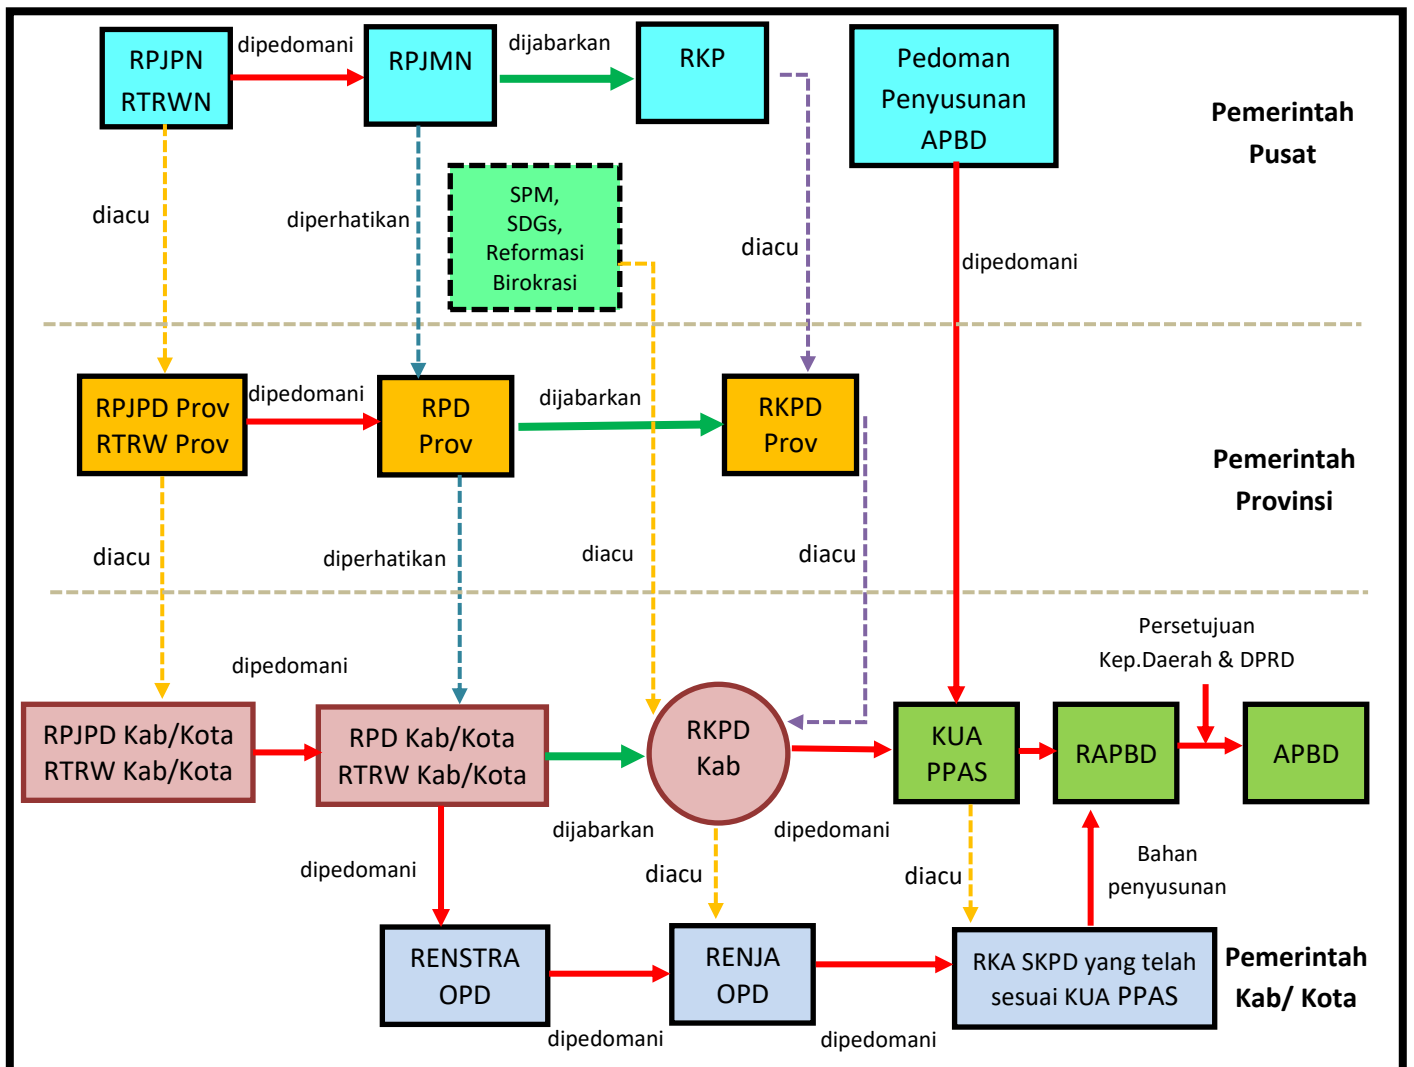 RPJPN
RTRWN
dipedomani
RPJMN
dijabarkan
RKP
Pedoman
Penyusunan
APBD
Pemerintah
Pusat
diacu
diperhatikan
SPM,
SDGs,
Reformasi
Birokrasi
diacu
dipedomani
RPJPD Prov
RTRW Prov
dipedomani
RPD
Prov
dijabarkan
RKPD
Prov
Pemerintah
Provinsi
diacu
diperhatikan
diacu
diacu
Persetujuan
Kep.Daerah & DPRD
dipedomani
RPJPD Kab/Kota
RTRW Kab/Kota
RPD Kab/Kota
RTRW Kab/Kota
RKPD
Kab
KUA
PPAS
RAPBD
APBD
dijabarkan
dipedomani
dipedomani
diacu
diacu
Bahan
penyusunan
RENSTRA
OPD
RENJA
OPD
RKA SKPD yang telah
sesuai KUA PPAS
Pemerintah
Kab/ Kota
dipedomani
dipedomani